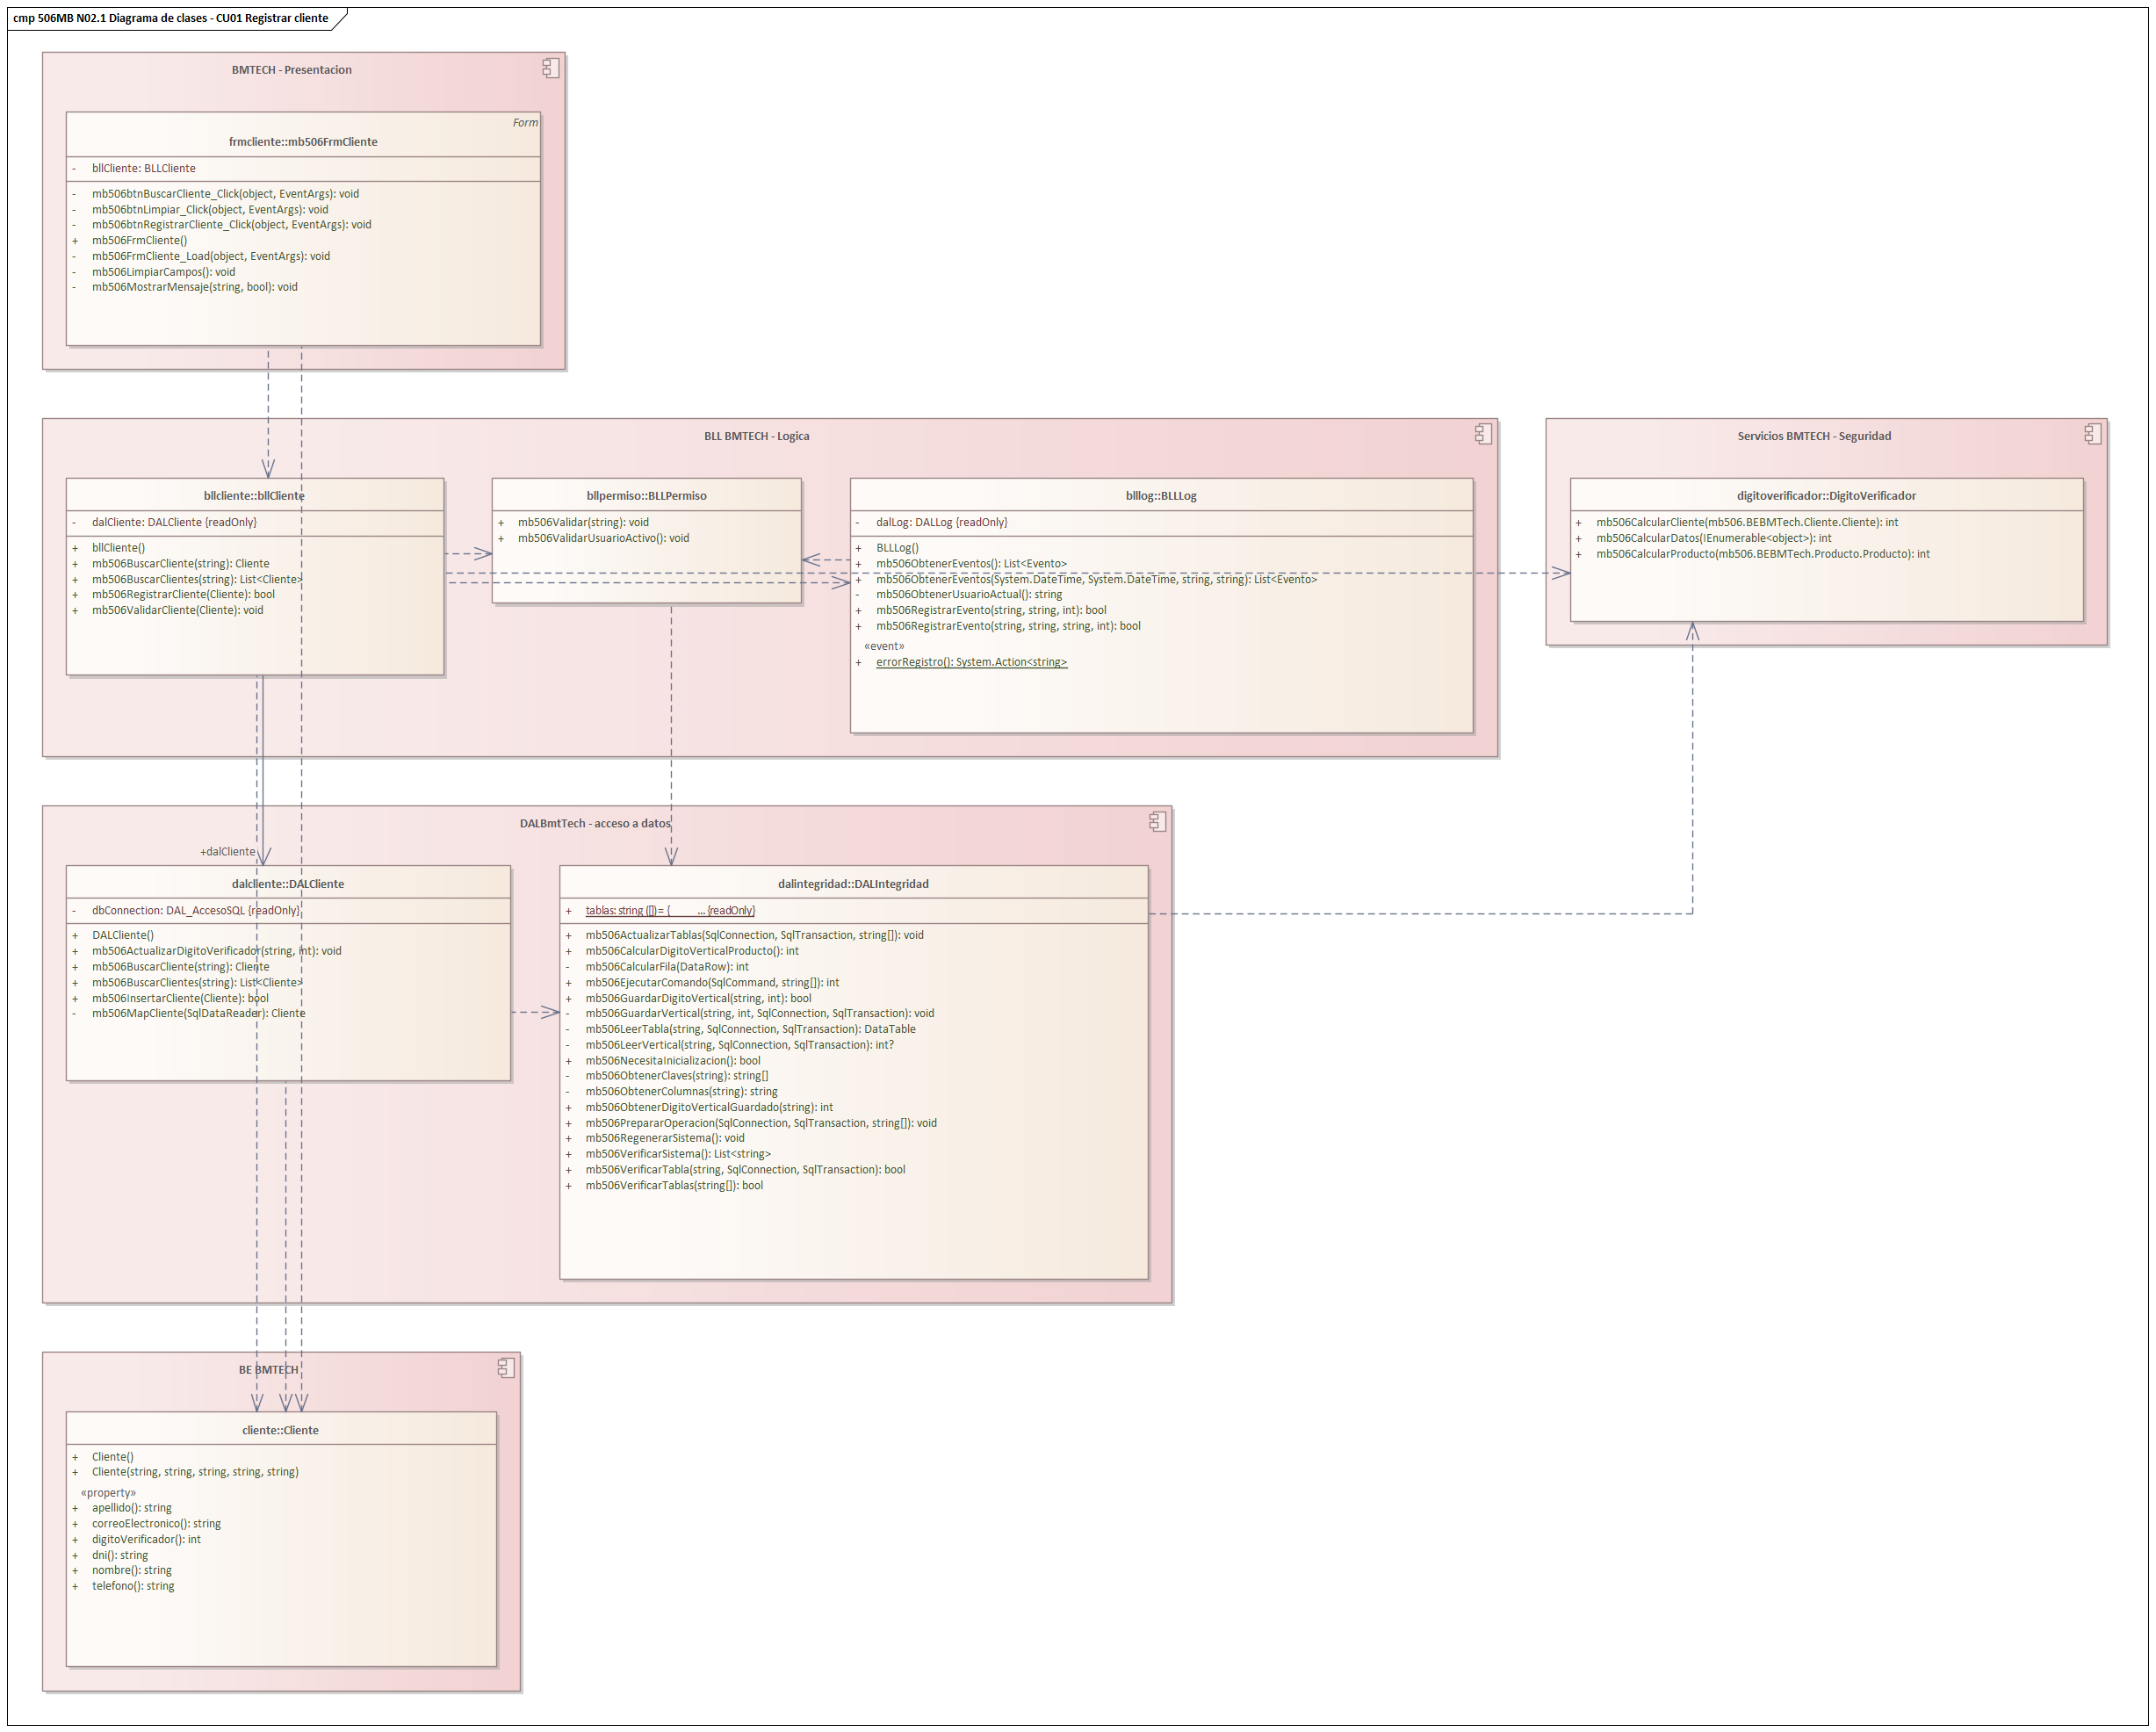 cmp 506MB N02.1 Diagrama de clases - CU01 Registrar cliente
BMTECH - Presentacion
Form
frmcliente::mb506FrmCliente
- bllCliente: BLLCliente
- mb506btnBuscarCliente_Click(object, EventArgs): void
- mb506btnLimpiar_Click(object, EventArgs): void
- mb506btnRegistrarCliente_Click(object, EventArgs): void
+ mb506FrmCliente()
- mb506FrmCliente_Load(object, EventArgs): void
- mb506LimpiarCampos(): void
- mb506MostrarMensaje(string, bool): void
BLL BMTECH - Logica
bllcliente::bllCliente
- dalCliente: DALCliente {readOnly}
+ bllCliente()
+ mb506BuscarCliente(string): Cliente
+ mb506BuscarClientes(string): List<Cliente>
+ mb506RegistrarCliente(Cliente): bool
+ mb506ValidarCliente(Cliente): void
bllpermiso::BLLPermiso
+ mb506Validar(string): void
+ mb506ValidarUsuarioActivo(): void
blllog::BLLLog
- dalLog: DALLog {readOnly}
+ BLLLog()
+ mb506ObtenerEventos(): List<Evento>
+ mb506ObtenerEventos(System.DateTime, System.DateTime, string, string): List<Evento>
- mb506ObtenerUsuarioActual(): string
+ mb506RegistrarEvento(string, string, int): bool
+ mb506RegistrarEvento(string, string, string, int): bool
«event»
+ errorRegistro(): System.Action<string>
Servicios BMTECH - Seguridad
digitoverificador::DigitoVerificador
+ mb506CalcularCliente(mb506.BEBMTech.Cliente.Cliente): int
+ mb506CalcularDatos(IEnumerable<object>): int
+ mb506CalcularProducto(mb506.BEBMTech.Producto.Producto): int
DALBmtTech - acceso a datos
+dalCliente
dalcliente::DALCliente
- dbConnection: DAL_AccesoSQL {readOnly}
+ DALCliente()
+ mb506ActualizarDigitoVerificador(string, int): void
+ mb506BuscarCliente(string): Cliente
+ mb506BuscarClientes(string): List<Cliente>
+ mb506InsertarCliente(Cliente): bool
- mb506MapCliente(SqlDataReader): Cliente
dalintegridad::DALIntegridad
+ tablas: string ([]) = { ... {readOnly}
+ mb506ActualizarTablas(SqlConnection, SqlTransaction, string[]): void
+ mb506CalcularDigitoVerticalProducto(): int
- mb506CalcularFila(DataRow): int
+ mb506EjecutarComando(SqlCommand, string[]): int
+ mb506GuardarDigitoVertical(string, int): bool
- mb506GuardarVertical(string, int, SqlConnection, SqlTransaction): void
- mb506LeerTabla(string, SqlConnection, SqlTransaction): DataTable
- mb506LeerVertical(string, SqlConnection, SqlTransaction): int?
+ mb506NecesitaInicializacion(): bool
- mb506ObtenerClaves(string): string[]
- mb506ObtenerColumnas(string): string
+ mb506ObtenerDigitoVerticalGuardado(string): int
+ mb506PrepararOperacion(SqlConnection, SqlTransaction, string[]): void
+ mb506RegenerarSistema(): void
+ mb506VerificarSistema(): List<string>
+ mb506VerificarTabla(string, SqlConnection, SqlTransaction): bool
+ mb506VerificarTablas(string[]): bool
BE BMTECH
cliente::Cliente
+ Cliente()
+ Cliente(string, string, string, string, string)
«property»
+ apellido(): string
+ correoElectronico(): string
+ digitoVerificador(): int
+ dni(): string
+ nombre(): string
+ telefono(): string